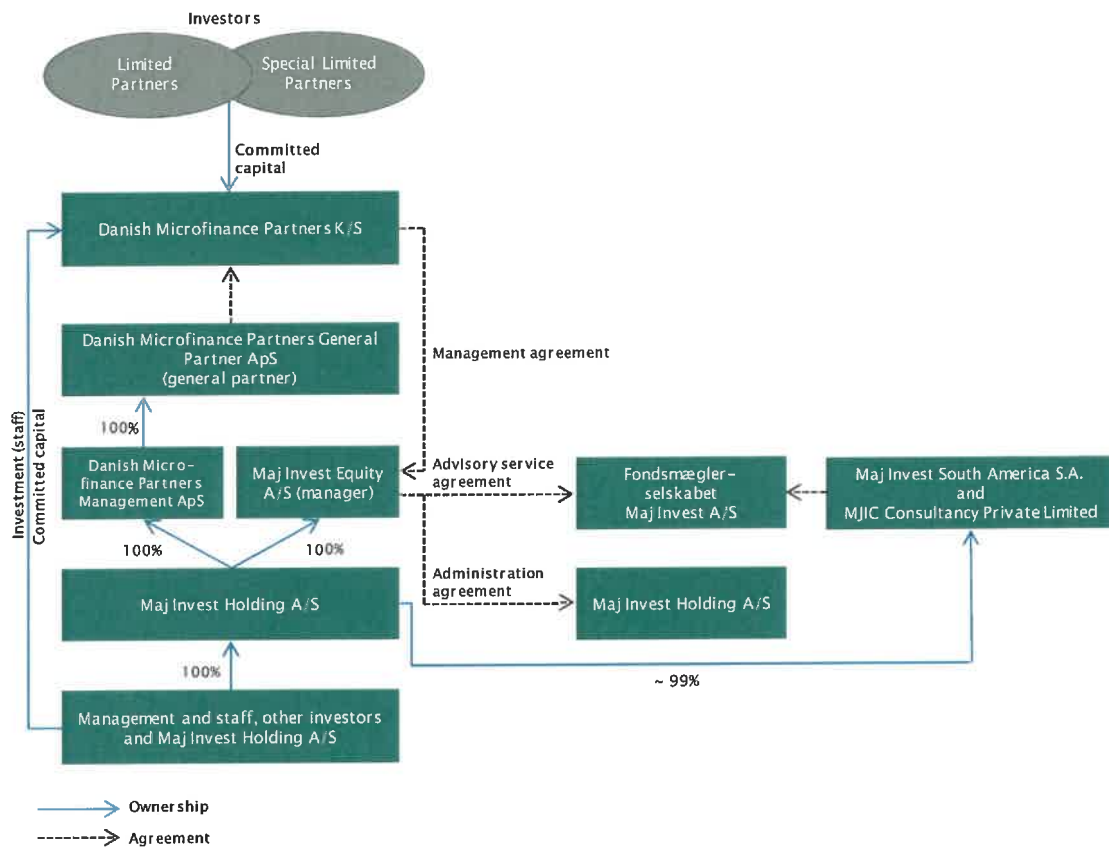 Investors
Limited
Partners
Special Limited
Partners
Committed
capital
Danish Microfinance Partners K/S
Danish Microfinance Partners General
Partner ApS
(general partner)
Management agreement
100%
Investment (staff)
Committed capital
Danish Micro-
finance Partners
Management ApS
Maj Invest Equity
A/S (manager)
Advisory service
agreement
Fondsmægler-
selskabet
Maj Invest A/S
Maj Invest South America S.A.
and
MJIC Consultancy Private Limited
100%
100%
Maj Invest Holding A/S
Administration
agreement
Maj Invest Holding A/S
100%
~ 99%
Management and staff, other investors
and Maj Invest Holding A/S
Ownership
Agreement